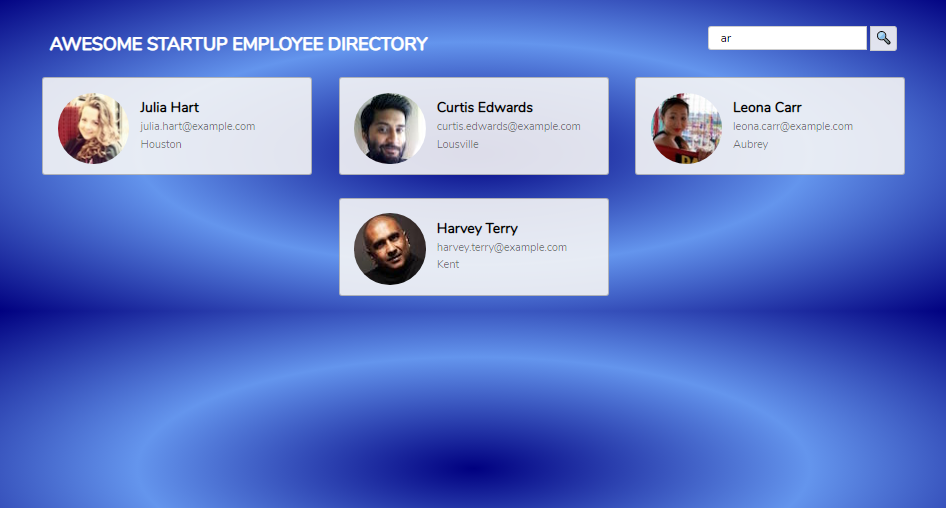 AWESOME STARTUP EMPLOYEE DIRECTORY
ar
Julia Hart
julia.hart@example.com
Houston
Curtis Edwards
curtis.edwards@example.com
Lousville
Leona Carr
leona.carr@example.com
Aubrey
Harvey Terry
harvey.terry@example.com
Kent